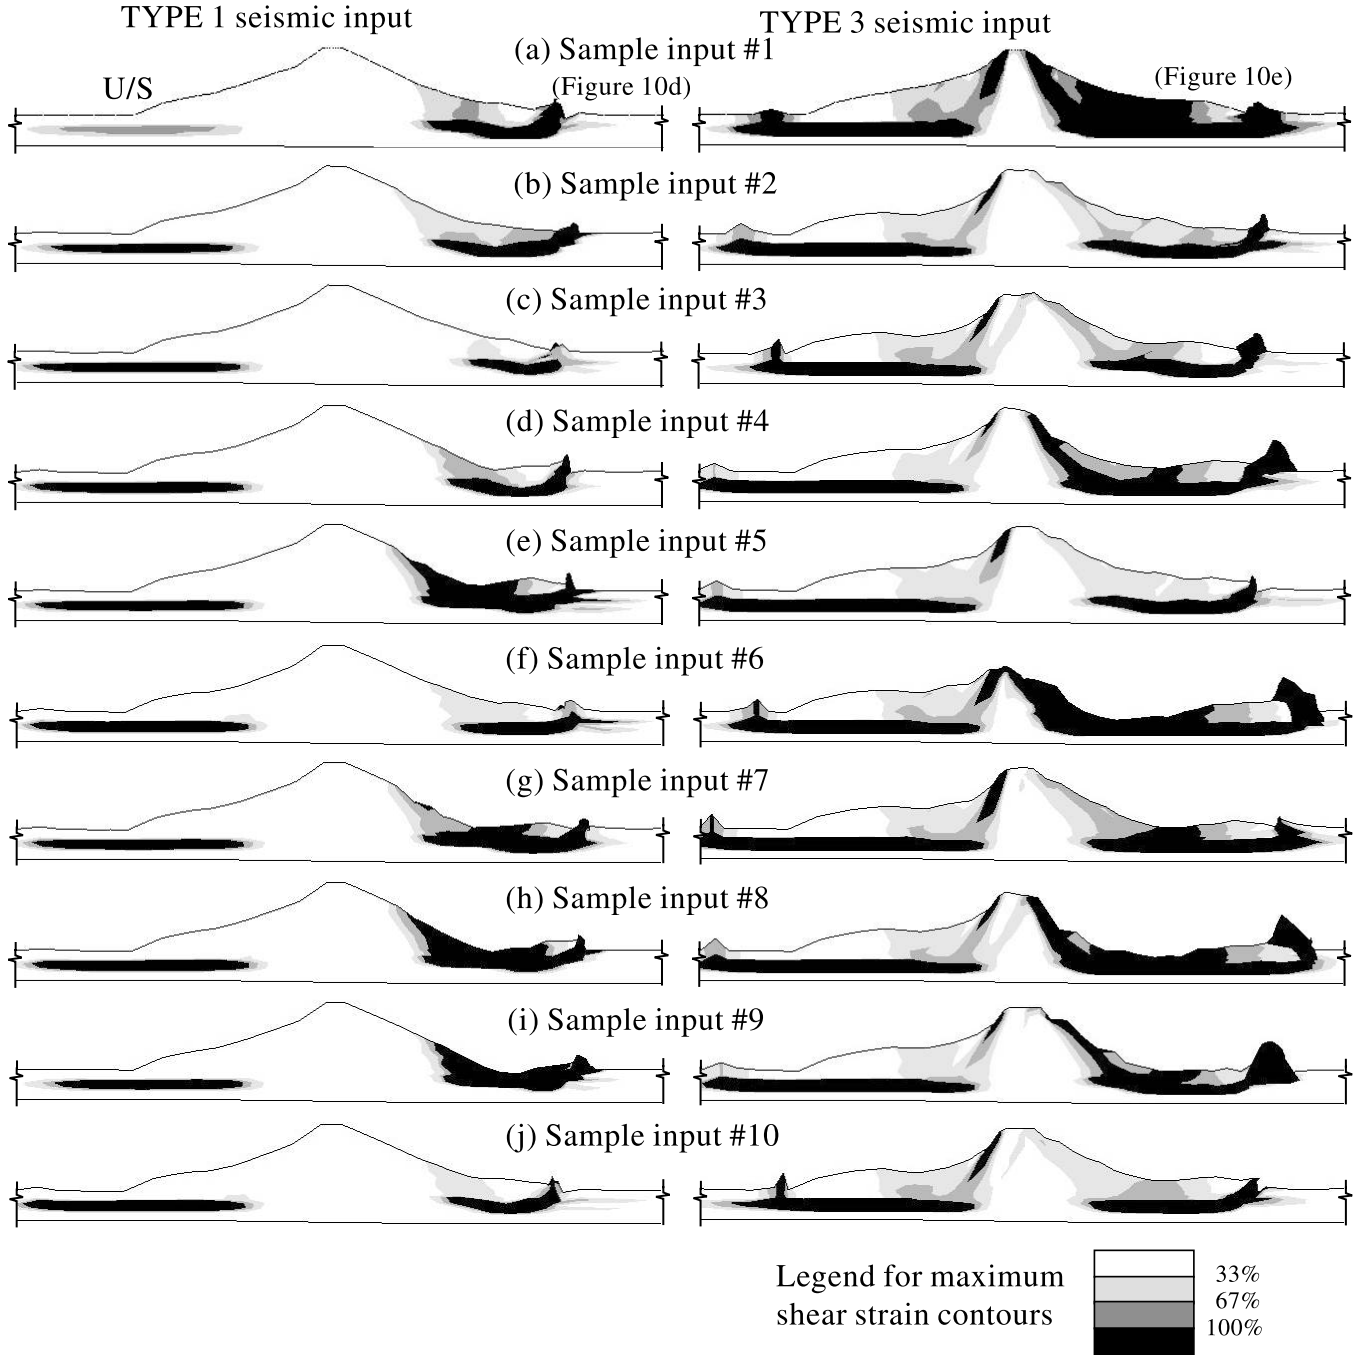 TYPE 1 seismic input
TYPE 3 seismic input
(a) Sample input #1
U/S
(Figure 10d)
(Figure 10e)
(b) Sample input #2
(c) Sample input #3
(d) Sample input #4
(e) Sample input #5
(f) Sample input #6
(g) Sample input #7
(h) Sample input #8
(i) Sample input #9
(j) Sample input #10
Legend for maximum
shear strain contours
33%
67%
100%